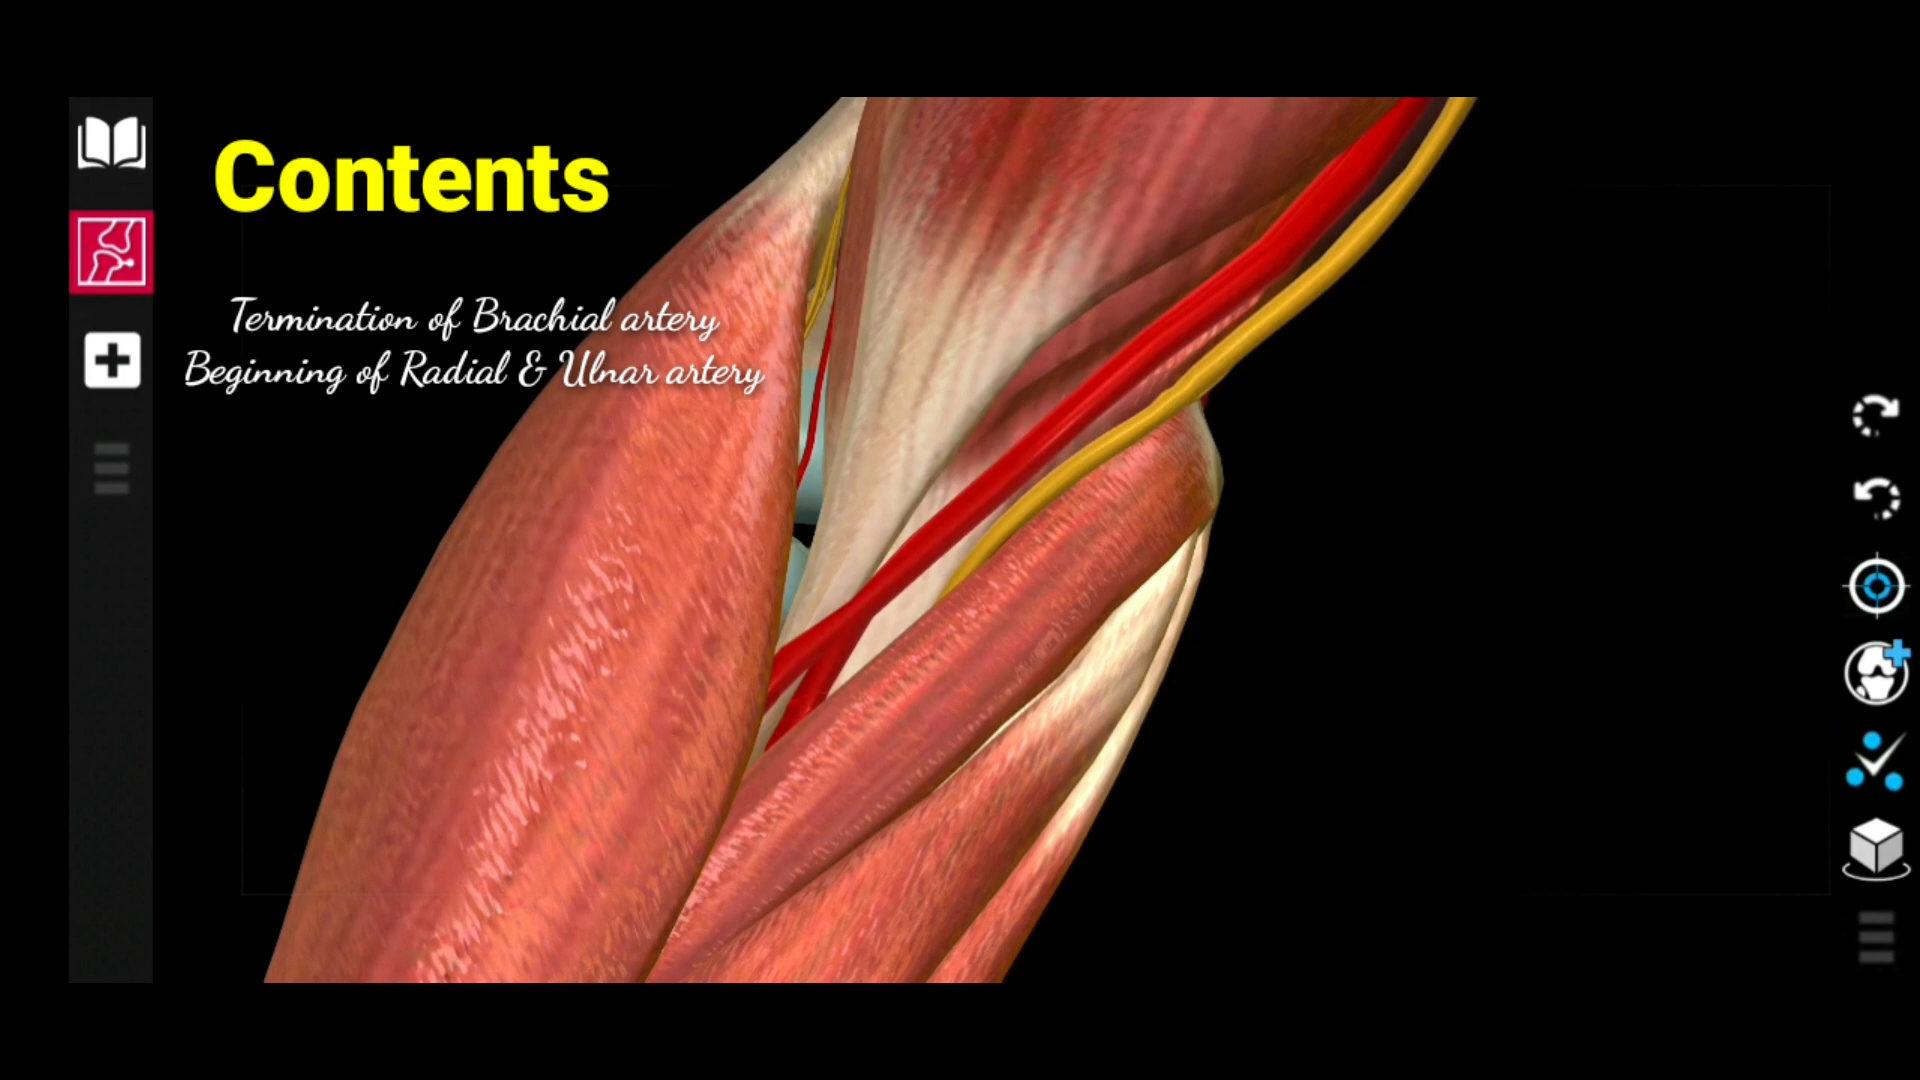 Contents
Termination of Brachial artery
Beginning of Radial & Ulnar artery